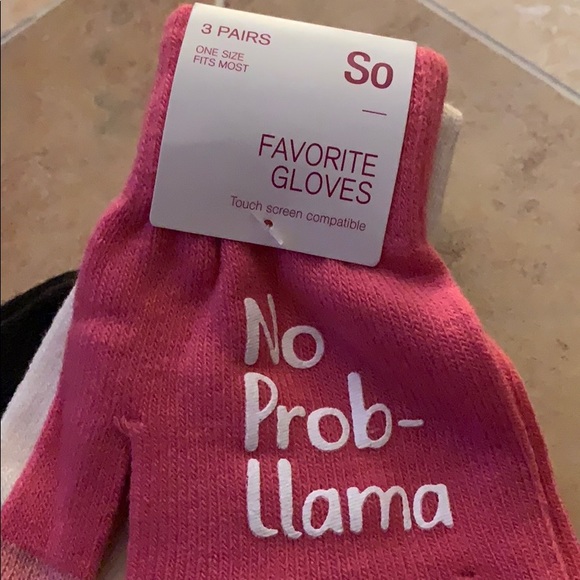 3 PAIRS
ONE SIZE
FITS MOST
So
FAVORITE
GLOVES
Touch screen compatible
No
Prob-
llama